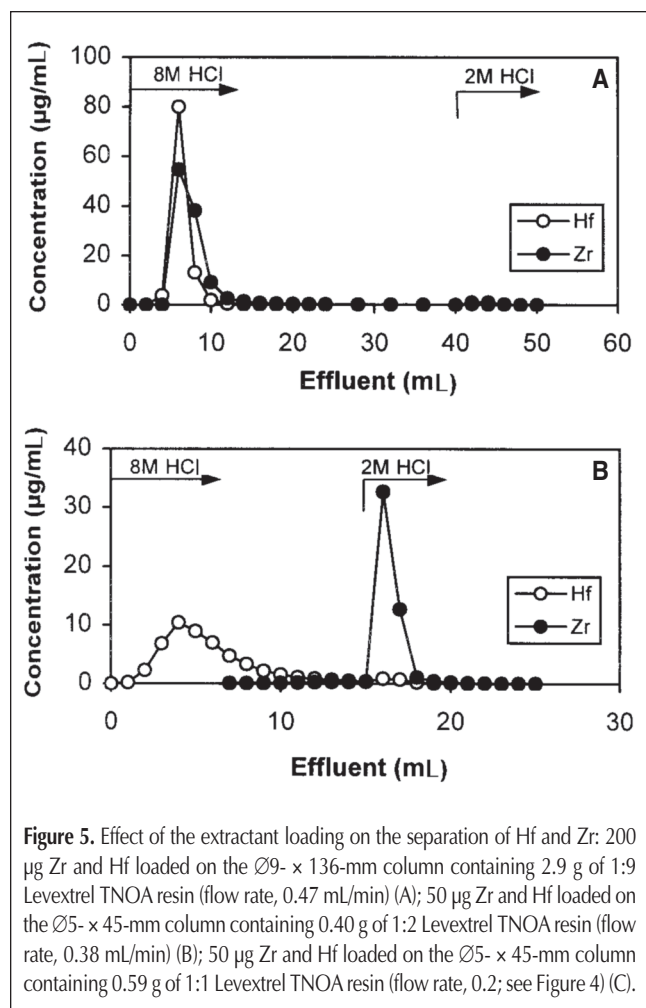 100
80
60
40
20
0
Concentration (µg/mL)
8M HCl
2M HCl
A
Hf
Zr
0 10 20 30 40 50 60
Effluent (mL)
40
30
20
10
0
Concentration (µg/mL)
8M HCl
2M HCl
B
Hf
Zr
0 10 20 30
Effluent (mL)
Figure 5. Effect of the extractant loading on the separation of Hf and Zr: 200
µg Zr and Hf loaded on the Ø9- × 136-mm column containing 2.9 g of 1:9
Levextrel TNOA resin (flow rate, 0.47 mL/min) (A); 50 µg Zr and Hf loaded on
the Ø5- × 45-mm column containing 0.40 g of 1:2 Levextrel TNOA resin (flow
rate, 0.38 mL/min) (B); 50 µg Zr and Hf loaded on the Ø5- × 45-mm column
containing 0.59 g of 1:1 Levextrel TNOA resin (flow rate, 0.2; see Figure 4) (C).